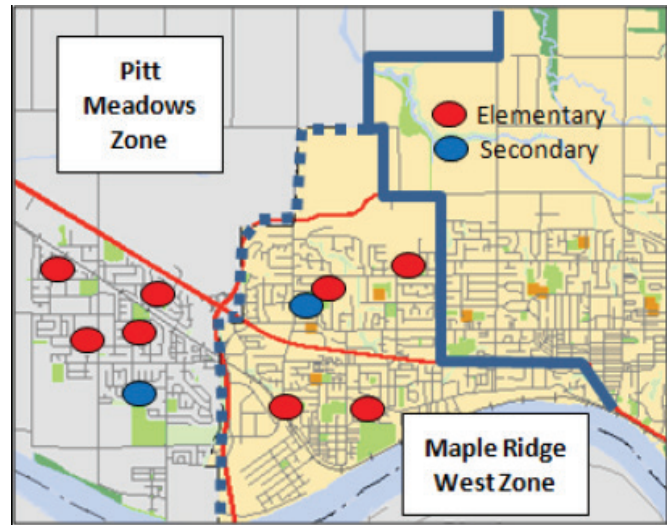 Pitt
Meadows
Zone
Elementary
Secondary
Maple Ridge
West Zone